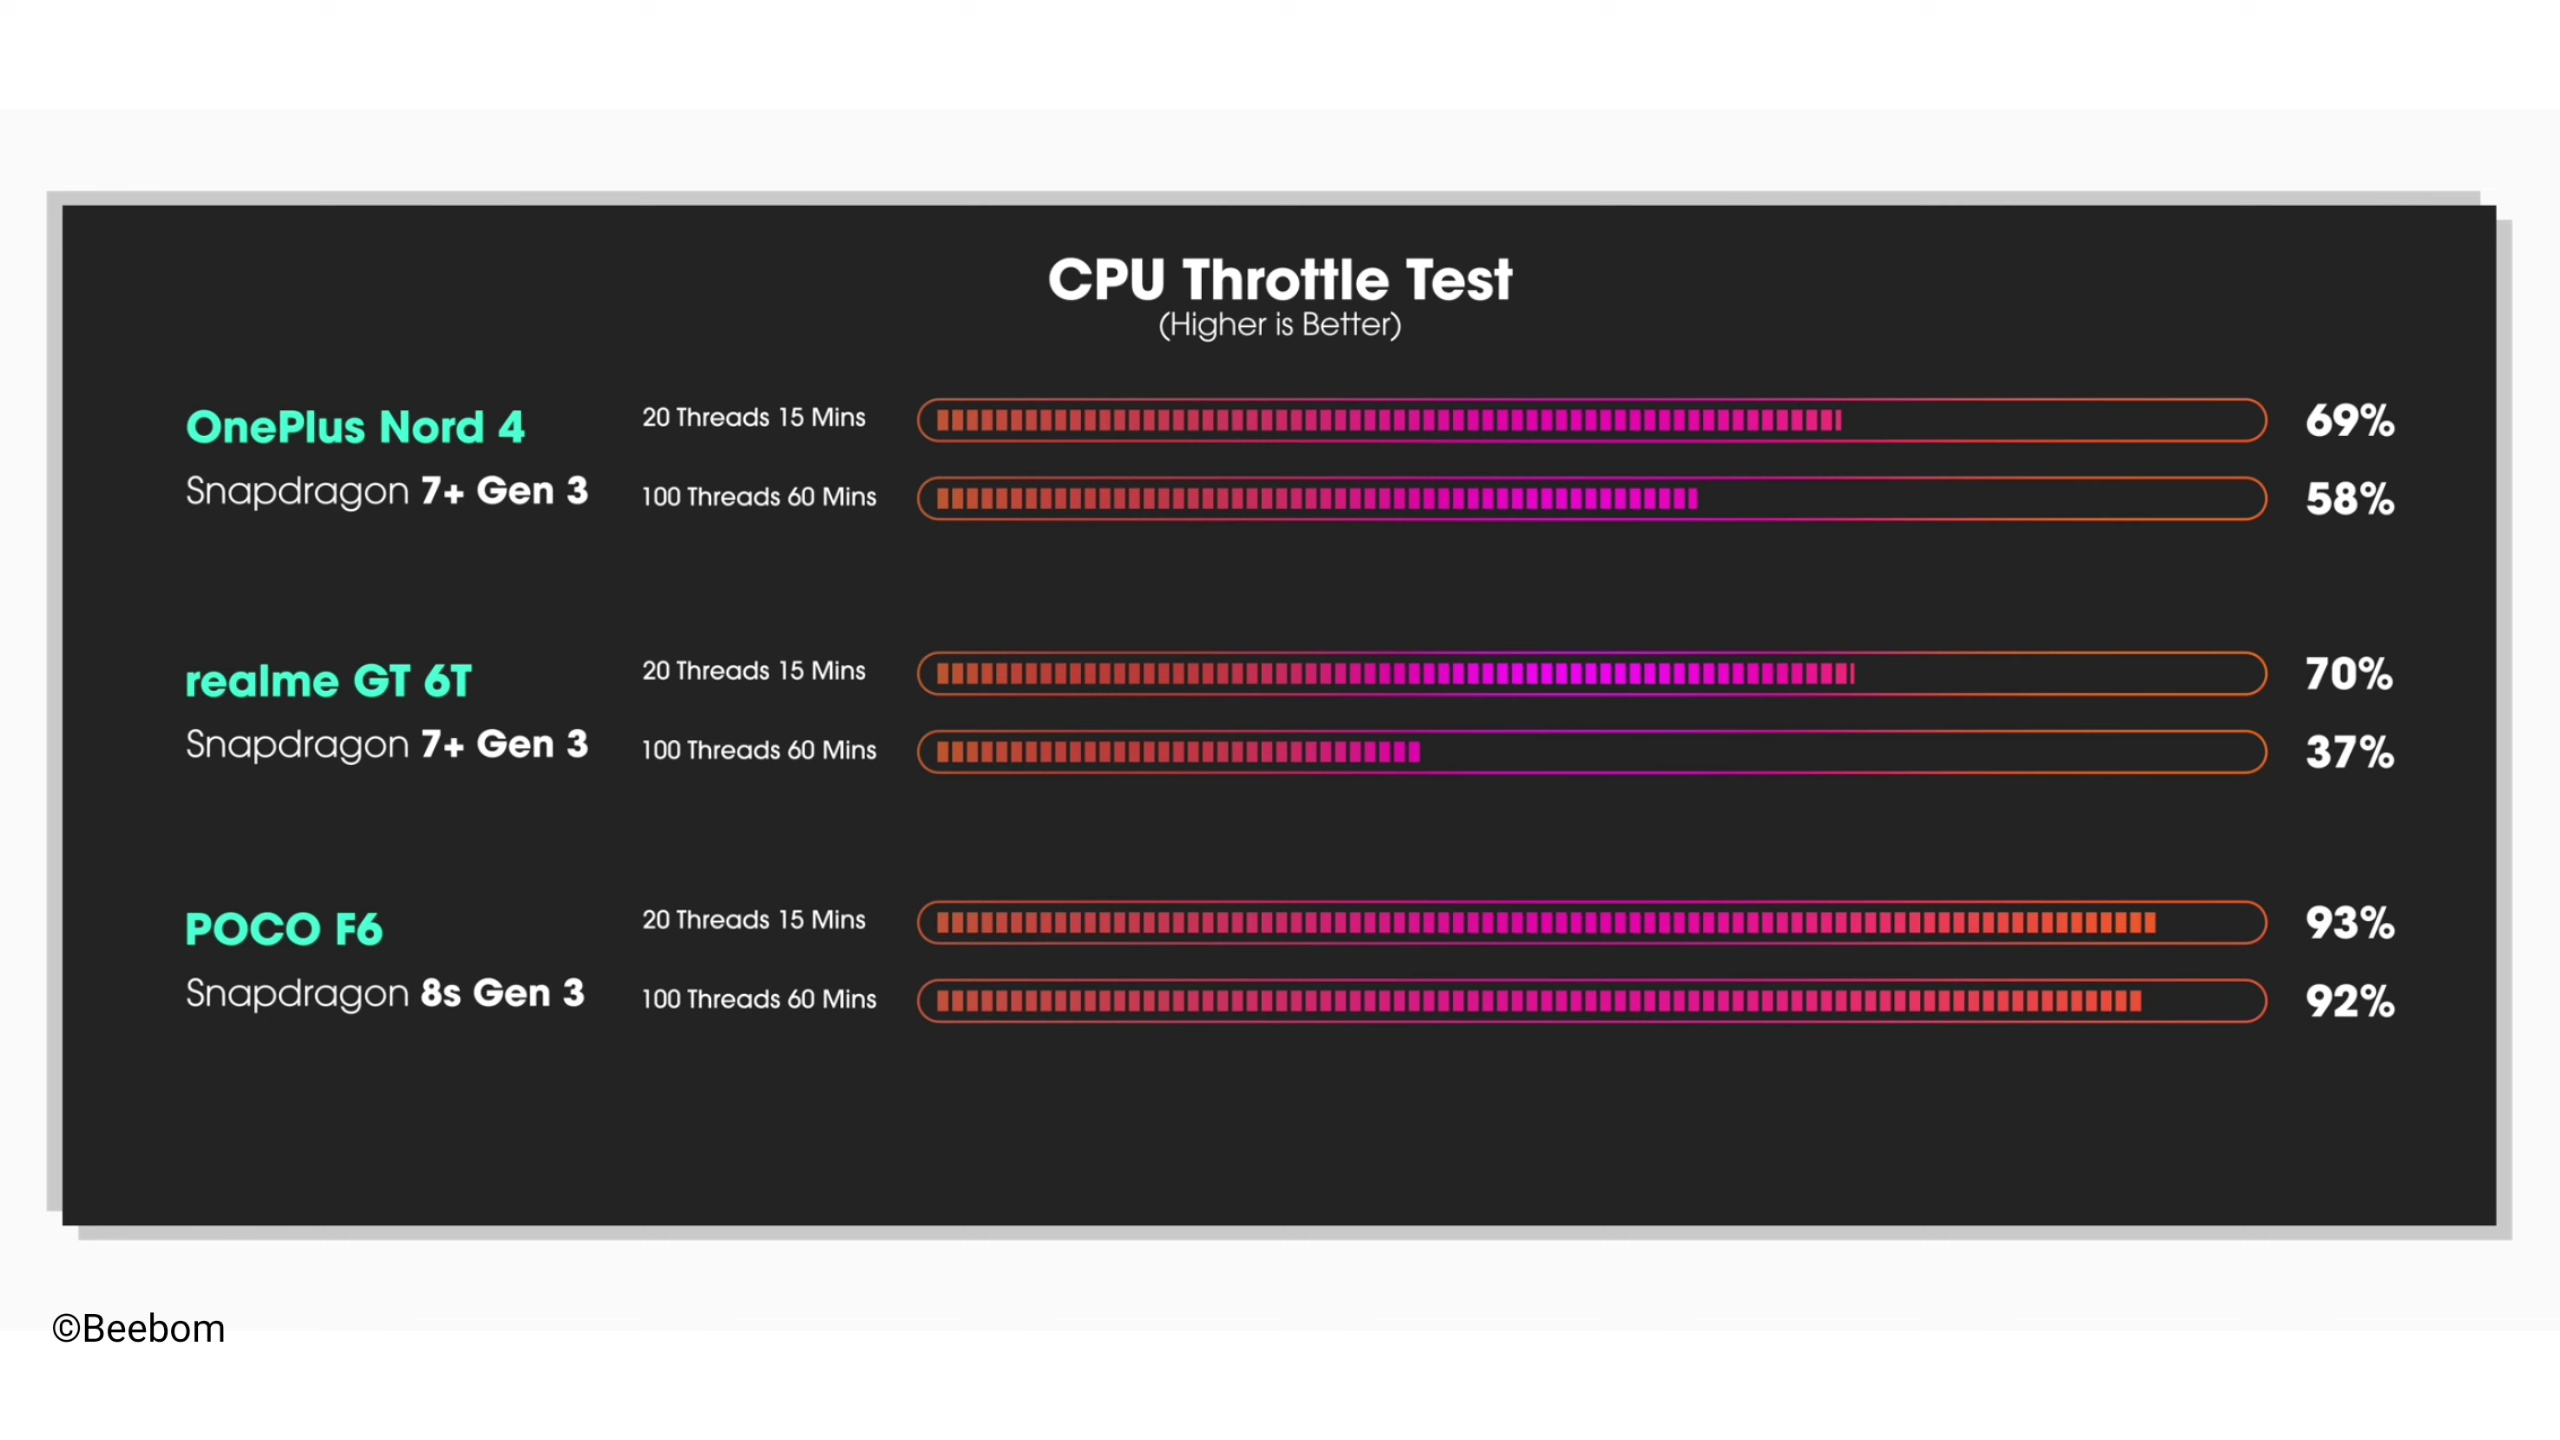 CPU Throttle Test
(Higher is Better)
OnePlus Nord 4
Snapdragon 7+ Gen 3
20 Threads 15 Mins
69%
100 Threads 60 Mins
58%
realme GT 6T
Snapdragon 7+ Gen 3
20 Threads 15 Mins
70%
100 Threads 60 Mins
37%
POCO F6
Snapdragon 8s Gen 3
20 Threads 15 Mins
93%
100 Threads 60 Mins
92%
©Beebom